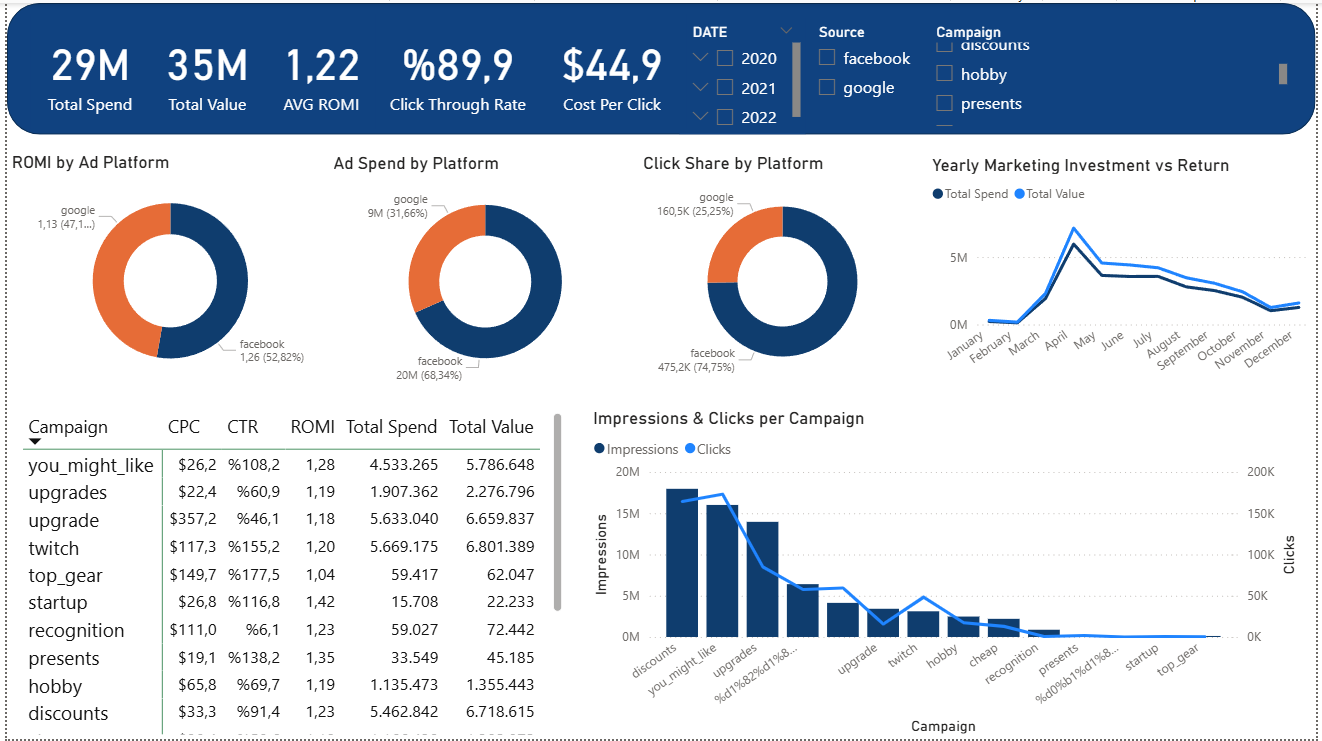 29M
Total Spend
35M
Total Value
1,22
AVG ROMI
%89,9
Click Through Rate
$44,9
Cost Per Click
DATE
2020
2021
2022
Source
facebook
google
Campaign
discounts
hobby
presents
ROMI by Ad Platform
google
1,13 (47,1...)
facebook
1,26 (52,82%)
Ad Spend by Platform
google
9M (31,66%)
facebook
20M (68,34%)
Click Share by Platform
google
160,5K (25,25%)
facebook
475,2K (74,75%)
Yearly Marketing Investment vs Return
Total Spend Total Value
5M
0M
January
February
March
April
May
June
July
August
September
October
November
December
Campaign CPC CTR ROMI Total Spend Total Value
you_might_like $26,2 %108,2 1,28 4.533.265 5.786.648
upgrades $22,4 %60,9 1,19 1.907.362 2.276.796
upgrade $357,2 %46,1 1,18 5.633.040 6.659.837
twitch $117,3 %155,2 1,20 5.669.175 6.801.389
top_gear $149,7 %177,5 1,04 59.417 62.047
startup $26,8 %116,8 1,42 15.708 22.233
recognition $111,0 %6,1 1,23 59.027 72.442
presents $19,1 %138,2 1,35 33.549 45.185
hobby $65,8 %69,7 1,19 1.135.473 1.355.443
discounts $33,3 %91,4 1,23 5.462.842 6.718.615
Impressions & Clicks per Campaign
Impressions Clicks
20M
15M
10M
5M
0M
Impressions
200K
150K
100K
50K
0K
Clicks
discounts
you_might_like
upgrades
%d1%82%d1%8...
upgrade
twitch
hobby
cheap
recognition
presents
%d0%b1%d1%8...
startup
top_gear
Campaign